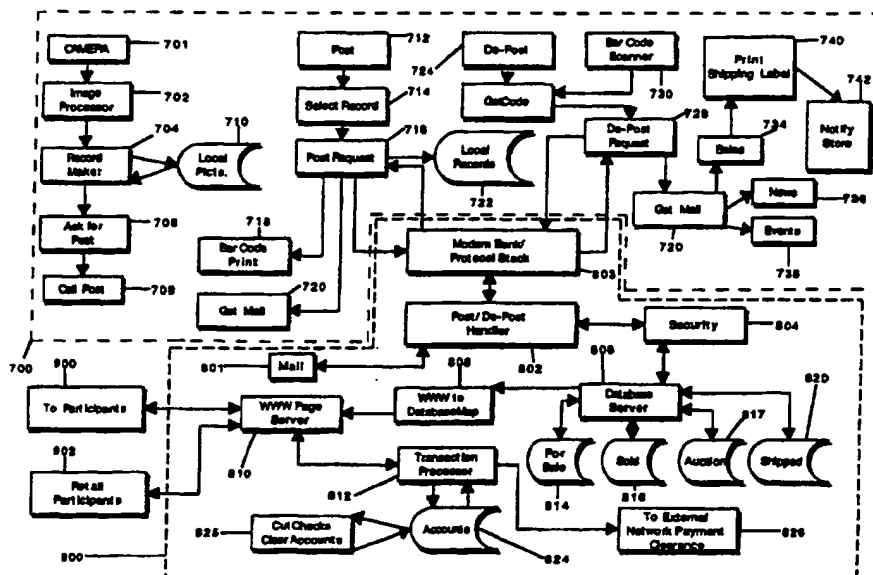 CAMERA
701
Image
Processor
702
Record
Maker
704
Local
Picts.
710
Ask for
Post
708
Call Post
709
Post
712
Select Record
714
Post Request
716
Local
Records
722
Bar Code
Print
718
Get Mail
720
De-Post
724
GetCode
Bar Code
Scanner
730
De-Post
Request
728
Print
Shipping Label
740
Notify
Store
742
Sales
734
Get Mail
720
News
736
Events
738
Modem Bank/
Protocol Stack
803
Post/De-Post
Handler
802
Security
804
Mail
801
700
900
To Participants
902
Retail
Participants
WWW Page
Server
810
808
WWW to
DatabaseMap
806
Database
Server
For
Sale
814
Sold
816
Auction
817
Shipped
820
Transaction
Processor
812
825
Cut Checks
Clear Accounts
Accounts
824
To External
Network Payment
Clearance
826
800